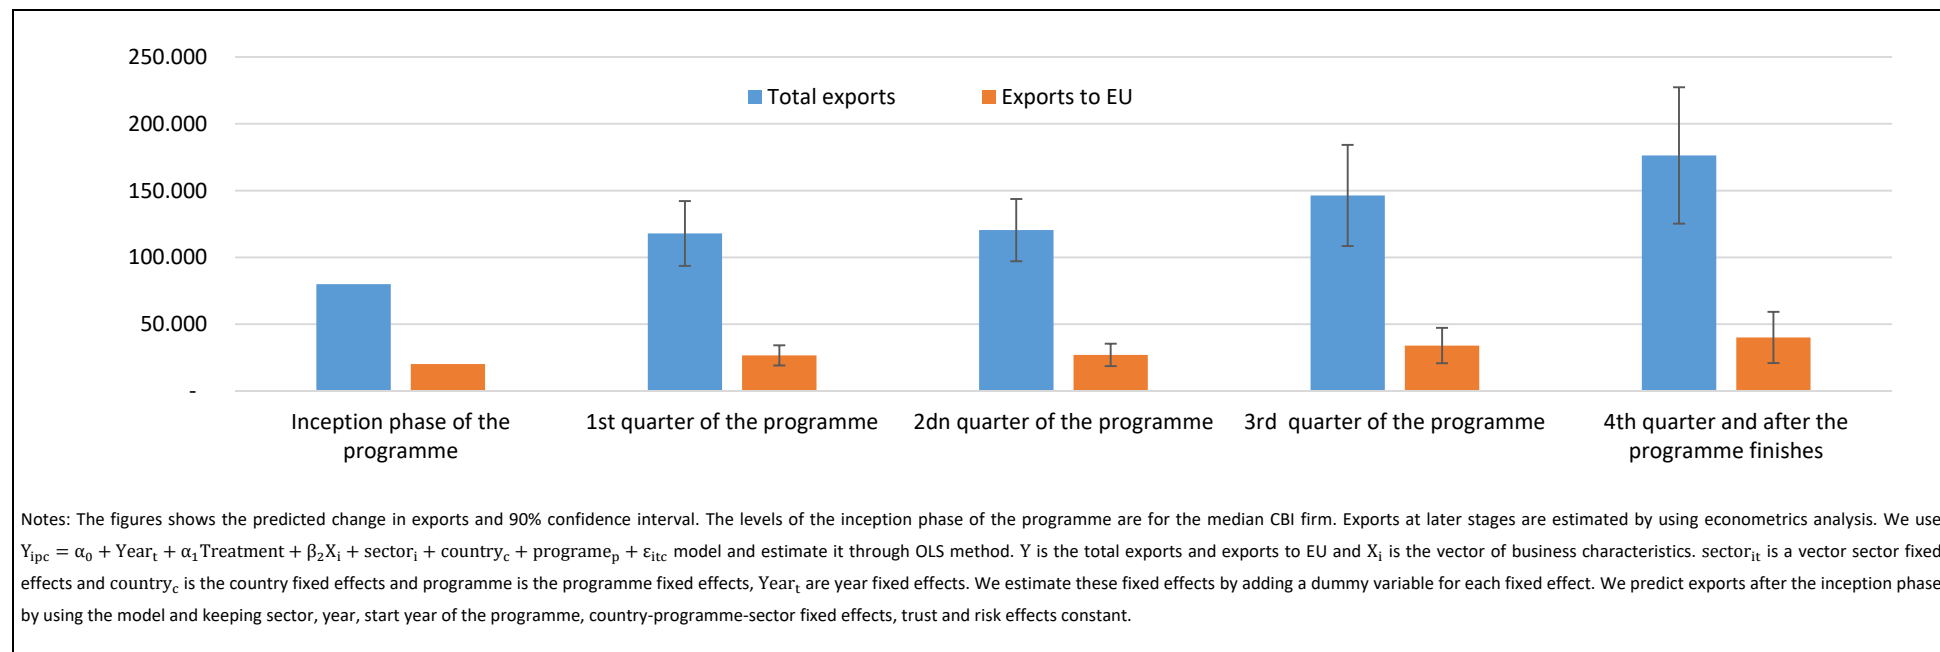 250.000
Total exports
Exports to EU
200.000
150.000
100.000
50.000
-
Inception phase of the
programme
1st quarter of the programme
2dn quarter of the programme
3rd  quarter of the programme
4th quarter and after the
programme finishes
Notes: The figures shows the predicted change in exports and 90% confidence interval. The levels of the inception phase of the programme are for the median CBI firm. Exports at later stages are estimated by using econometrics analysis. We use
Y_ipc = α_0 + Year_t + α_1Treatment + β_2X_i + sector_i + country_c + programe_p + ε_itc model and estimate it through OLS method. Y is the total exports and exports to EU and X_i is the vector of business characteristics. sector_it is a vector sector fixed
effects and country_c is the country fixed effects and programme is the programme fixed effects, Year_t are year fixed effects. We estimate these fixed effects by adding a dummy variable for each fixed effect. We predict exports after the inception phase
by using the model and keeping sector, year, start year of the programme, country-programme-sector fixed effects, trust and risk effects constant.